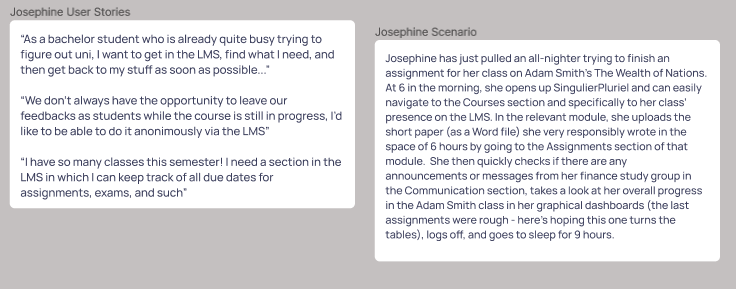 Josephine User Stories
“As a bachelor student who is already quite busy trying to
figure out uni, I want to get in the LMS, find what I need, and
then get back to my stuff as soon as possible...”
“We don’t always have the opportunity to leave our
feedbacks as students while the course is still in progress, I’d
like to be able to do it anonimously via the LMS”
“I have so many classes this semester! I need a section in the
LMS in which I can keep track of all due dates for
assignments, exams, and such”
Josephine Scenario
Josephine has just pulled an all-nighter trying to finish an
assignment for her class on Adam Smith’s The Wealth of Nations.
At 6 in the morning, she opens up SingulierPluriel and can easily
navigate to the Courses section and specifically to her class’
presence on the LMS. In the relevant module, she uploads the
short paper (as a Word file) she very responsibly wrote in the
space of 6 hours by going to the Assignments section of that
module. She then quickly checks if there are any
announcements or messages from her finance study group in
the Communication section, takes a look at her overall progress
in the Adam Smith class in her graphical dashboards (the last
assignments were rough - here’s hoping this one turns the
tables), logs off, and goes to sleep for 9 hours.